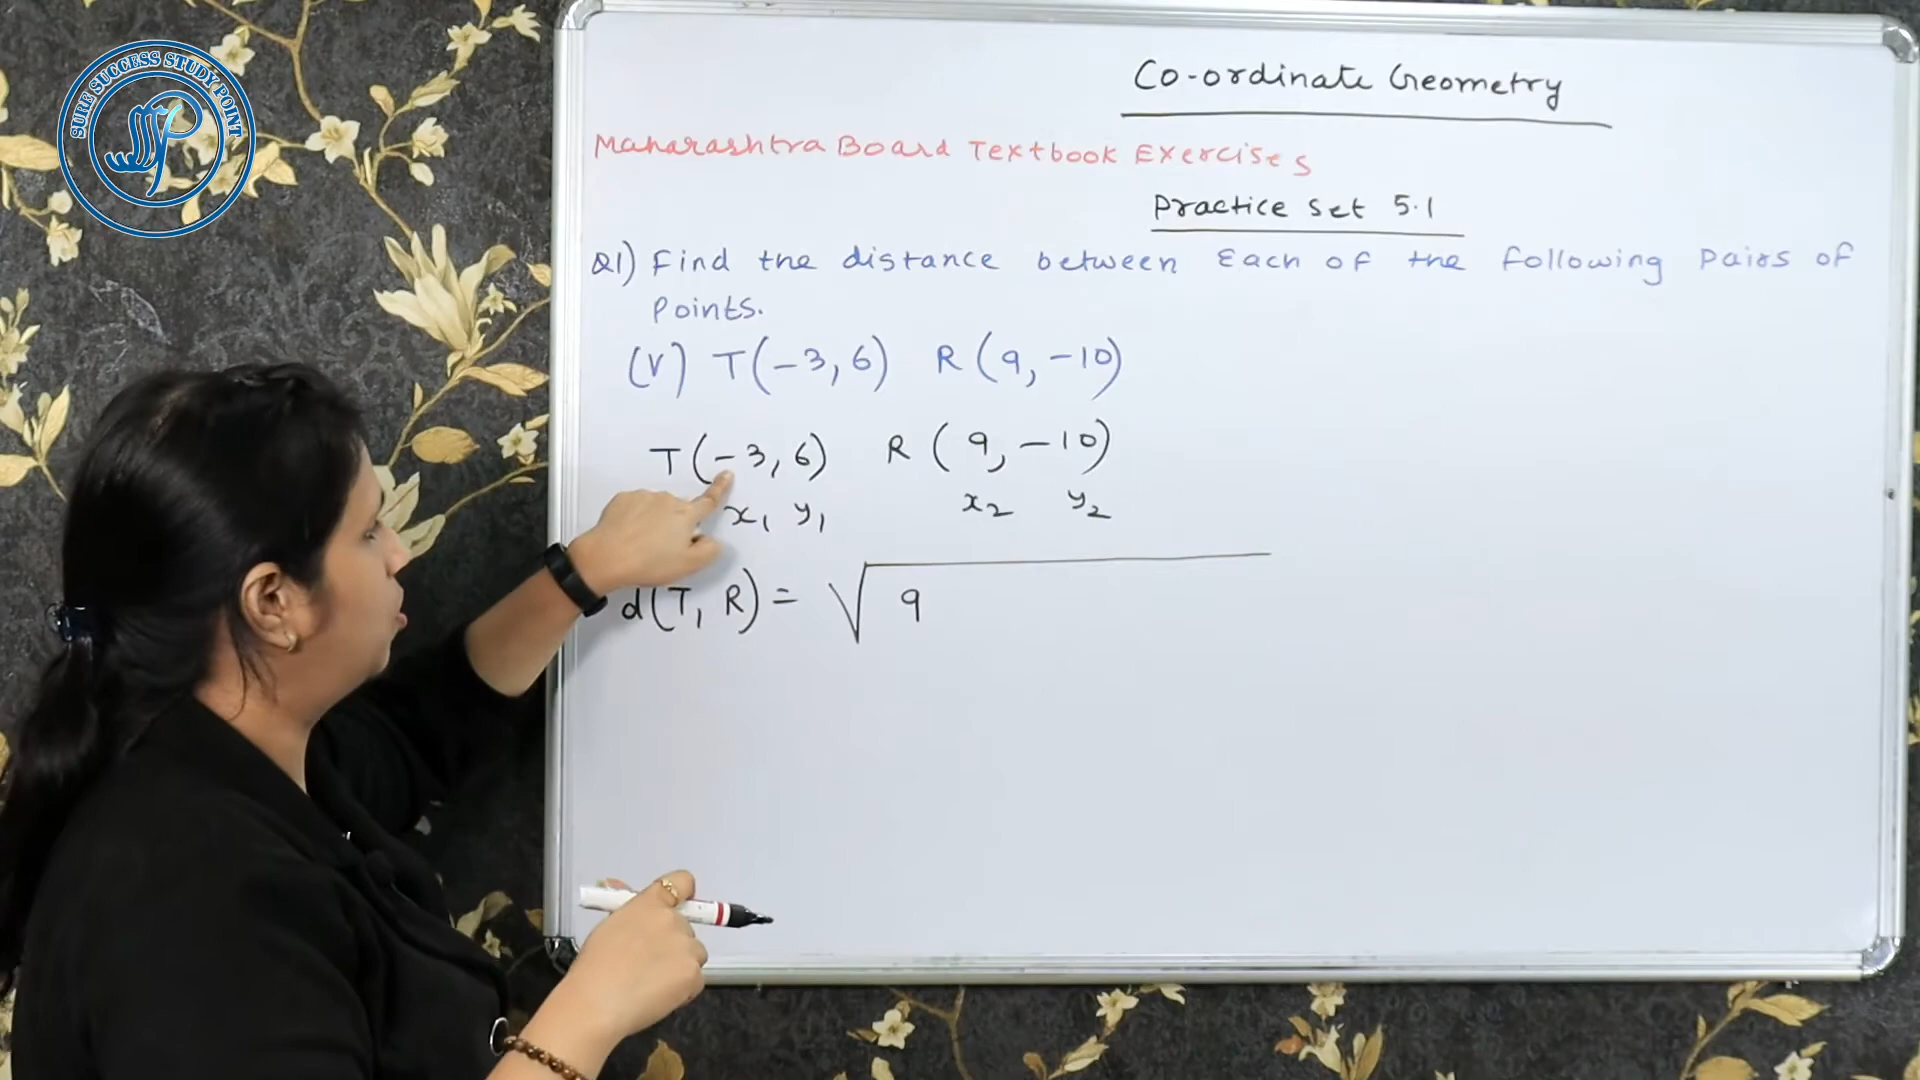 SURE SUCCESS STUDY POINT
Co-ordinate Geometry
Maharashtra Board Textbook Exercises
Practice Set 5.1
Q1) Find the distance between Each of the following Pairs of
Points.
(V) T(-3, 6) R (9, -10)
T(-3, 6) R (9, -10)
x₁ y₁ x₂ y₂
d(T, R) = √ 9